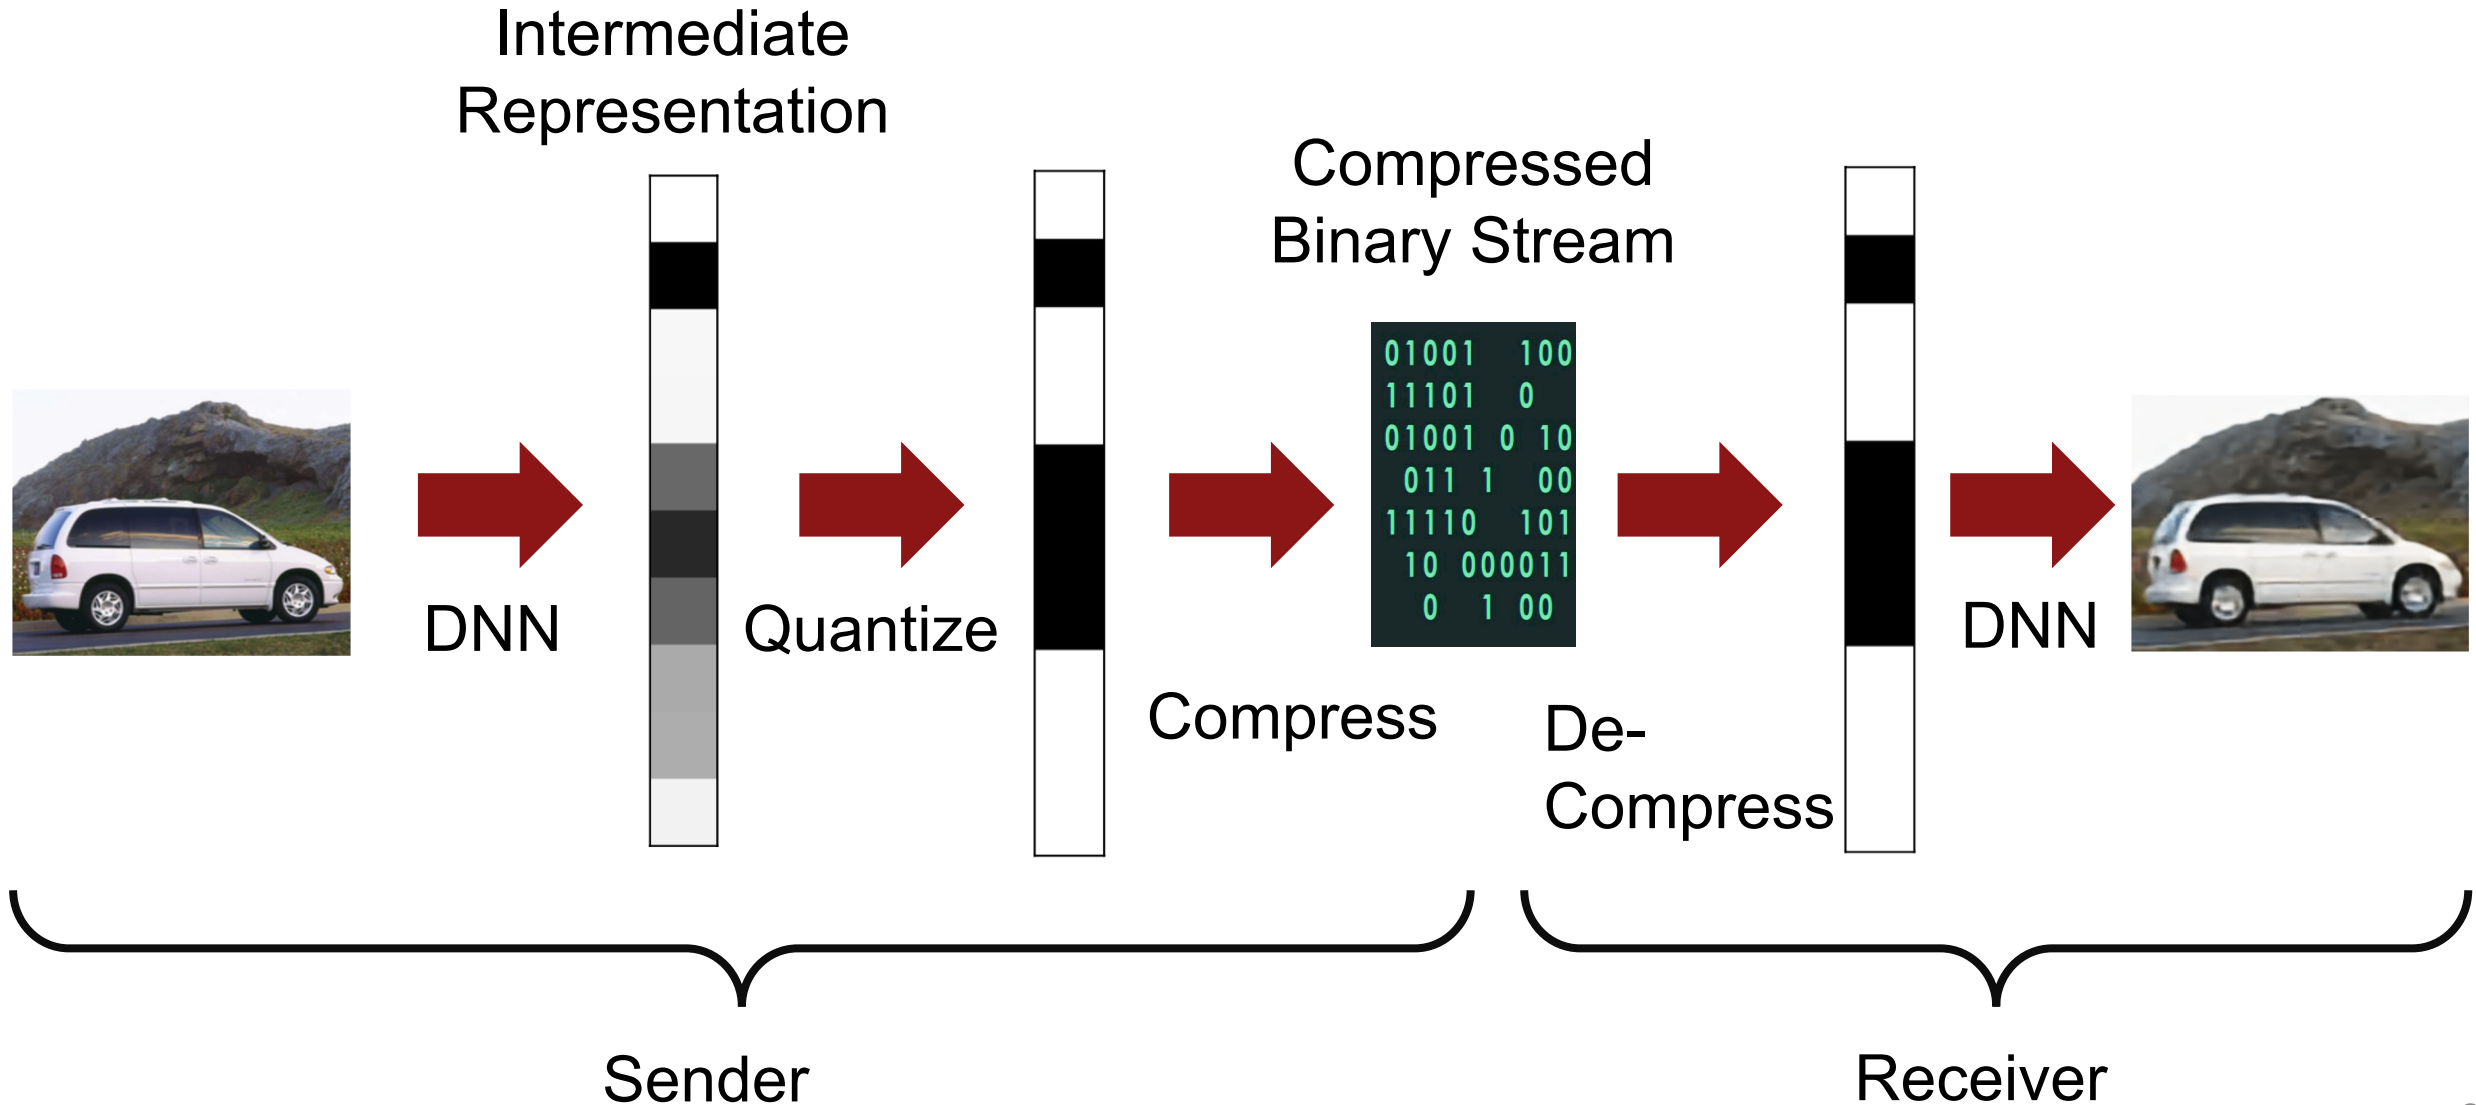 Intermediate
Representation
Compressed
Binary Stream
01001 100
11101 0
01001 0 10
011 1 00
11110 101
10 000011
0 1 00
DNN
Quantize
Compress
De-
Compress
DNN
Sender
Receiver